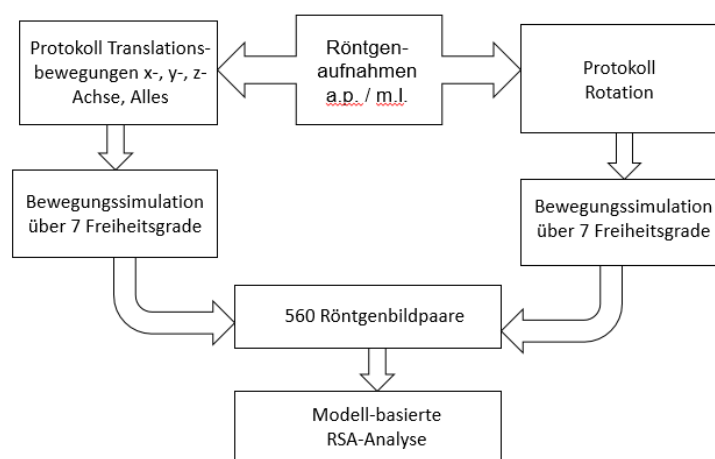 Protokoll Translations-
bewegungen x-, y-, z-
Achse, Alles
Röntgen-
aufnahmen
a.p. / m.l.
Protokoll
Rotation
Bewegungssimulation
über 7 Freiheitsgrade
Bewegungssimulation
über 7 Freiheitsgrade
560 Röntgenbildpaare
Modell-basierte
RSA-Analyse